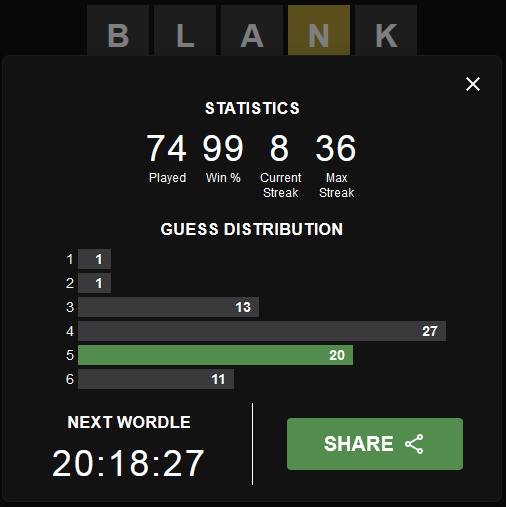 B L A N K
STATISTICS
74 99 8 36
Played Win % Current Streak Max Streak
GUESS DISTRIBUTION
1 1
2 1
3 13
4 27
5 20
6 11
NEXT WORDLE
20:18:27
SHARE